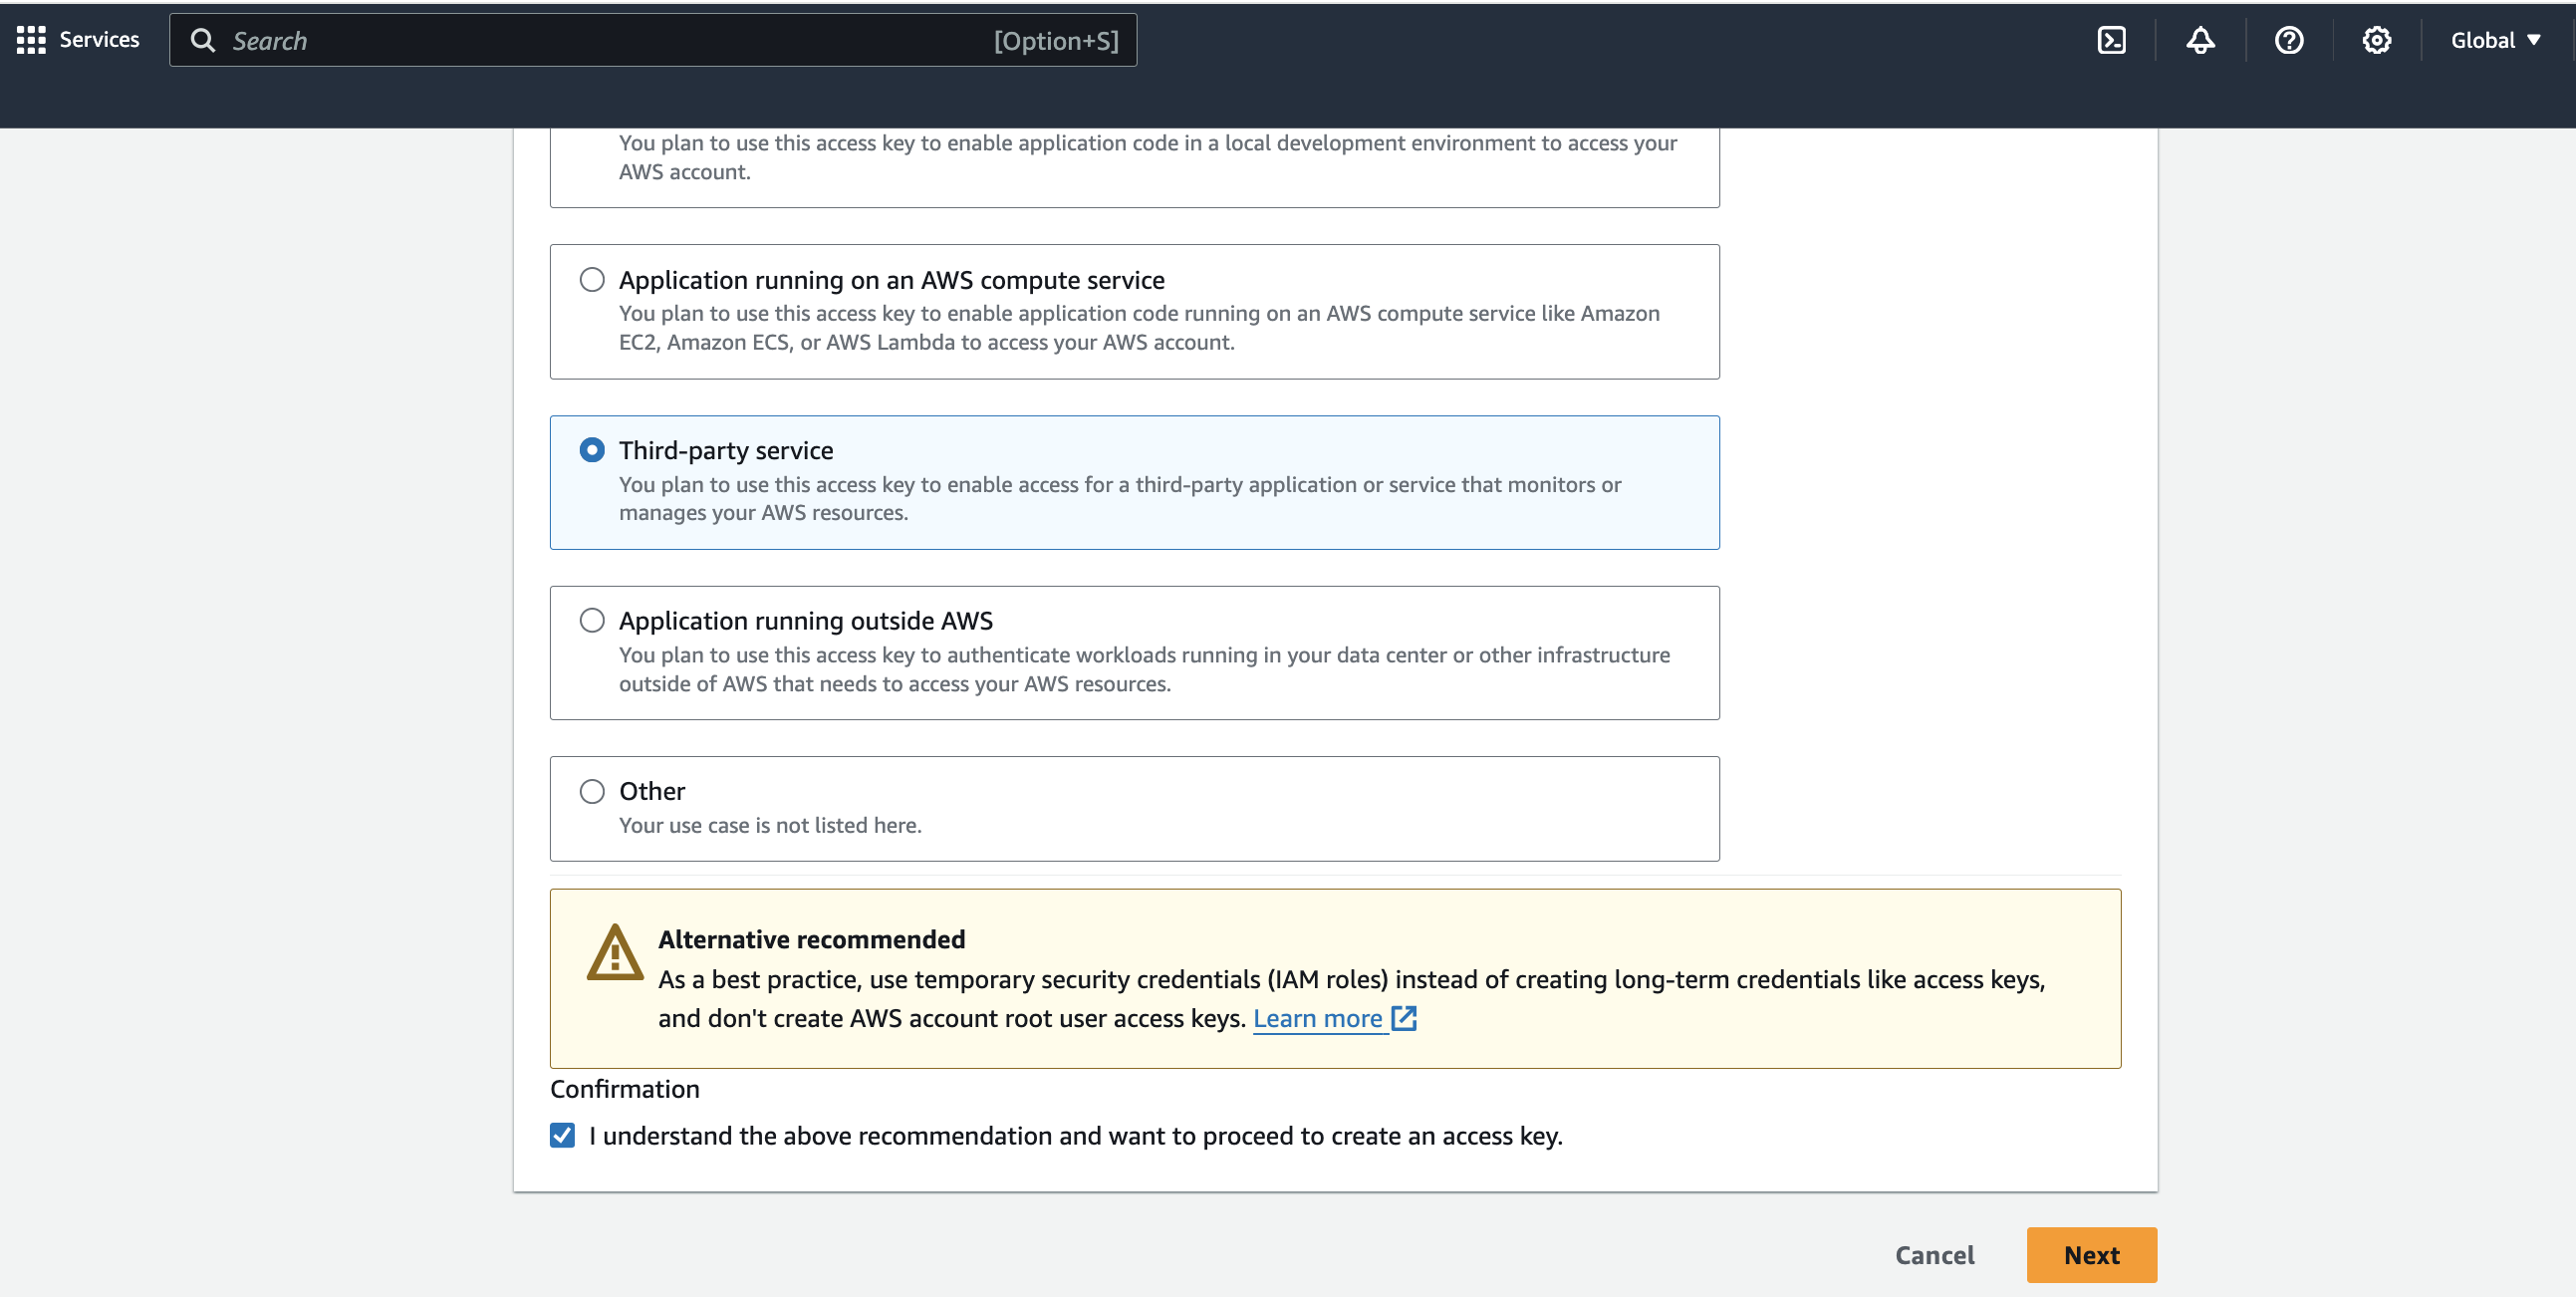 Services
Search [Option+S]
Global
You plan to use this access key to enable application code in a local development environment to access your
AWS account.
Application running on an AWS compute service
You plan to use this access key to enable application code running on an AWS compute service like Amazon
EC2, Amazon ECS, or AWS Lambda to access your AWS account.
Third-party service
You plan to use this access key to enable access for a third-party application or service that monitors or
manages your AWS resources.
Application running outside AWS
You plan to use this access key to authenticate workloads running in your data center or other infrastructure
outside of AWS that needs to access your AWS resources.
Other
Your use case is not listed here.
Alternative recommended
As a best practice, use temporary security credentials (IAM roles) instead of creating long-term credentials like access keys,
and don't create AWS account root user access keys. Learn more
Confirmation
I understand the above recommendation and want to proceed to create an access key.
Cancel
Next